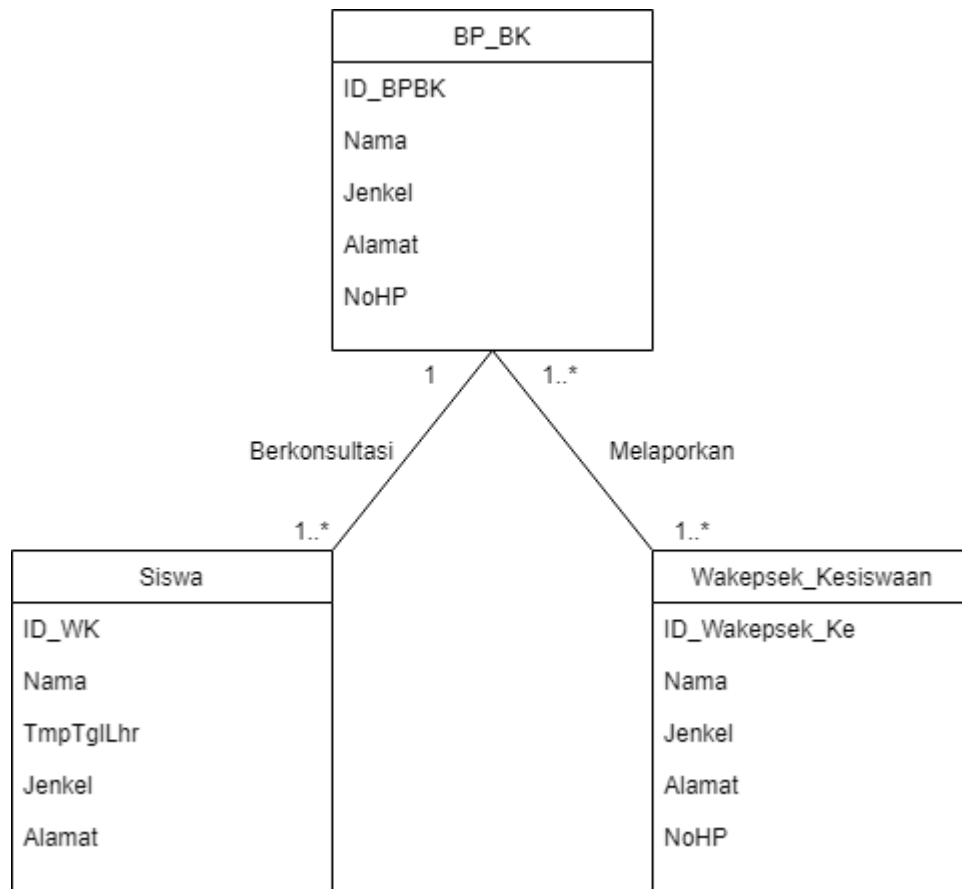 BP_BK
ID_BPBK
Nama
Jenkel
Alamat
NoHP
1
1..*
Berkonsultasi
Melaporkan
1..*
1..*
Siswa
ID_WK
Nama
TmpTglLhr
Jenkel
Alamat
Wakepsek_Kesiswaan
ID_Wakepsek_Ke
Nama
Jenkel
Alamat
NoHP